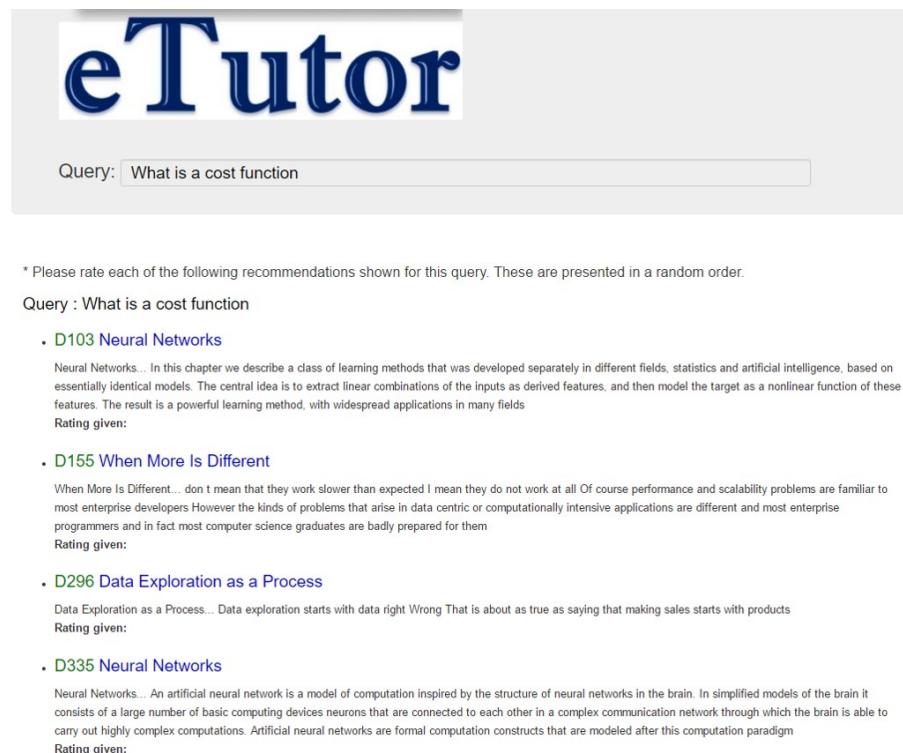 eTutor
Query: What is a cost function
* Please rate each of the following recommendations shown for this query. These are presented in a random order.
Query : What is a cost function
• D103 Neural Networks
Neural Networks... In this chapter we describe a class of learning methods that was developed separately in different fields, statistics and artificial intelligence, based on
essentially identical models. The central idea is to extract linear combinations of the inputs as derived features, and then model the target as a nonlinear function of these
features. The result is a powerful learning method, with widespread applications in many fields
Rating given:
• D155 When More Is Different
When More Is Different... don t mean that they work slower than expected I mean they do not work at all Of course performance and scalability problems are familiar to
most enterprise developers However the kinds of problems that arise in data centric or computationally intensive applications are different and most enterprise
programmers and in fact most computer science graduates are badly prepared for them
Rating given:
• D296 Data Exploration as a Process
Data Exploration as a Process... Data exploration starts with data right Wrong That is about as true as saying that making sales starts with products
Rating given:
• D335 Neural Networks
Neural Networks... An artificial neural network is a model of computation inspired by the structure of neural networks in the brain. In simplified models of the brain it
consists of a large number of basic computing devices neurons that are connected to each other in a complex communication network through which the brain is able to
carry out highly complex computations. Artificial neural networks are formal computation constructs that are modeled after this computation paradigm
Rating given: